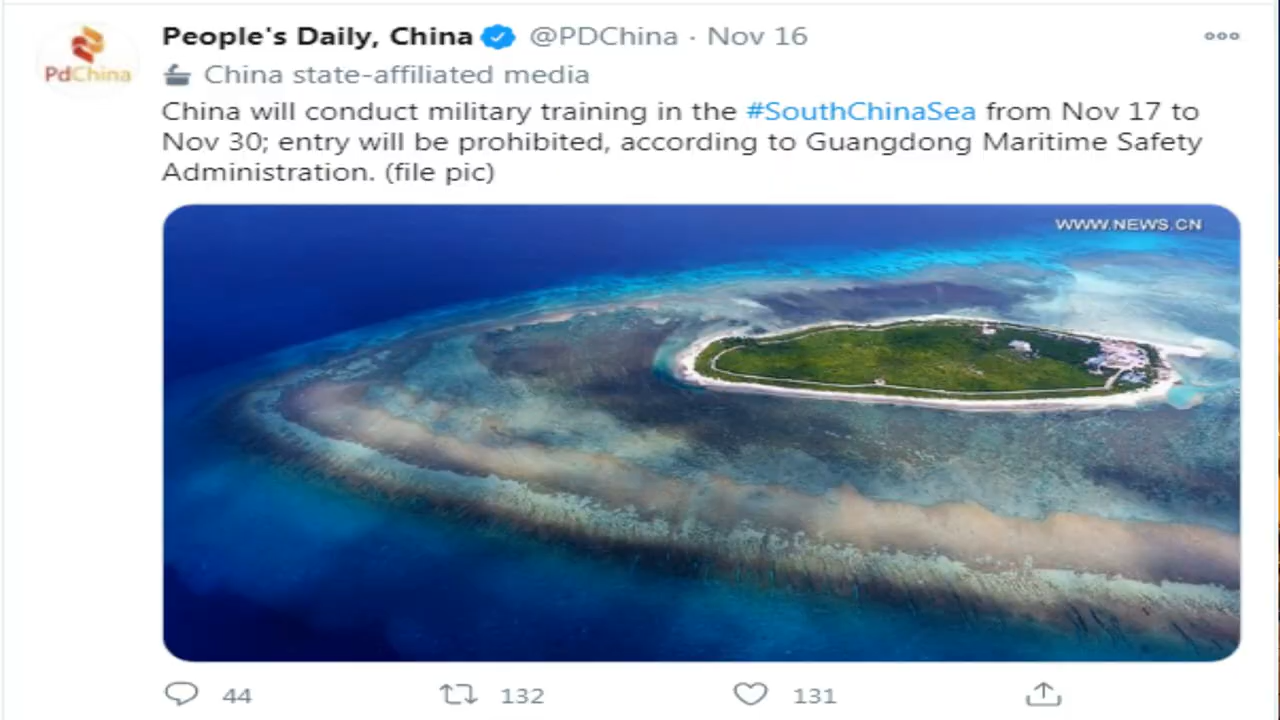 People's Daily, China @PDChina · Nov 16
PdChina
China state-affiliated media
China will conduct military training in the #SouthChinaSea from Nov 17 to
Nov 30; entry will be prohibited, according to Guangdong Maritime Safety
Administration. (file pic)
WWW.NEWS.CN
44 132 131